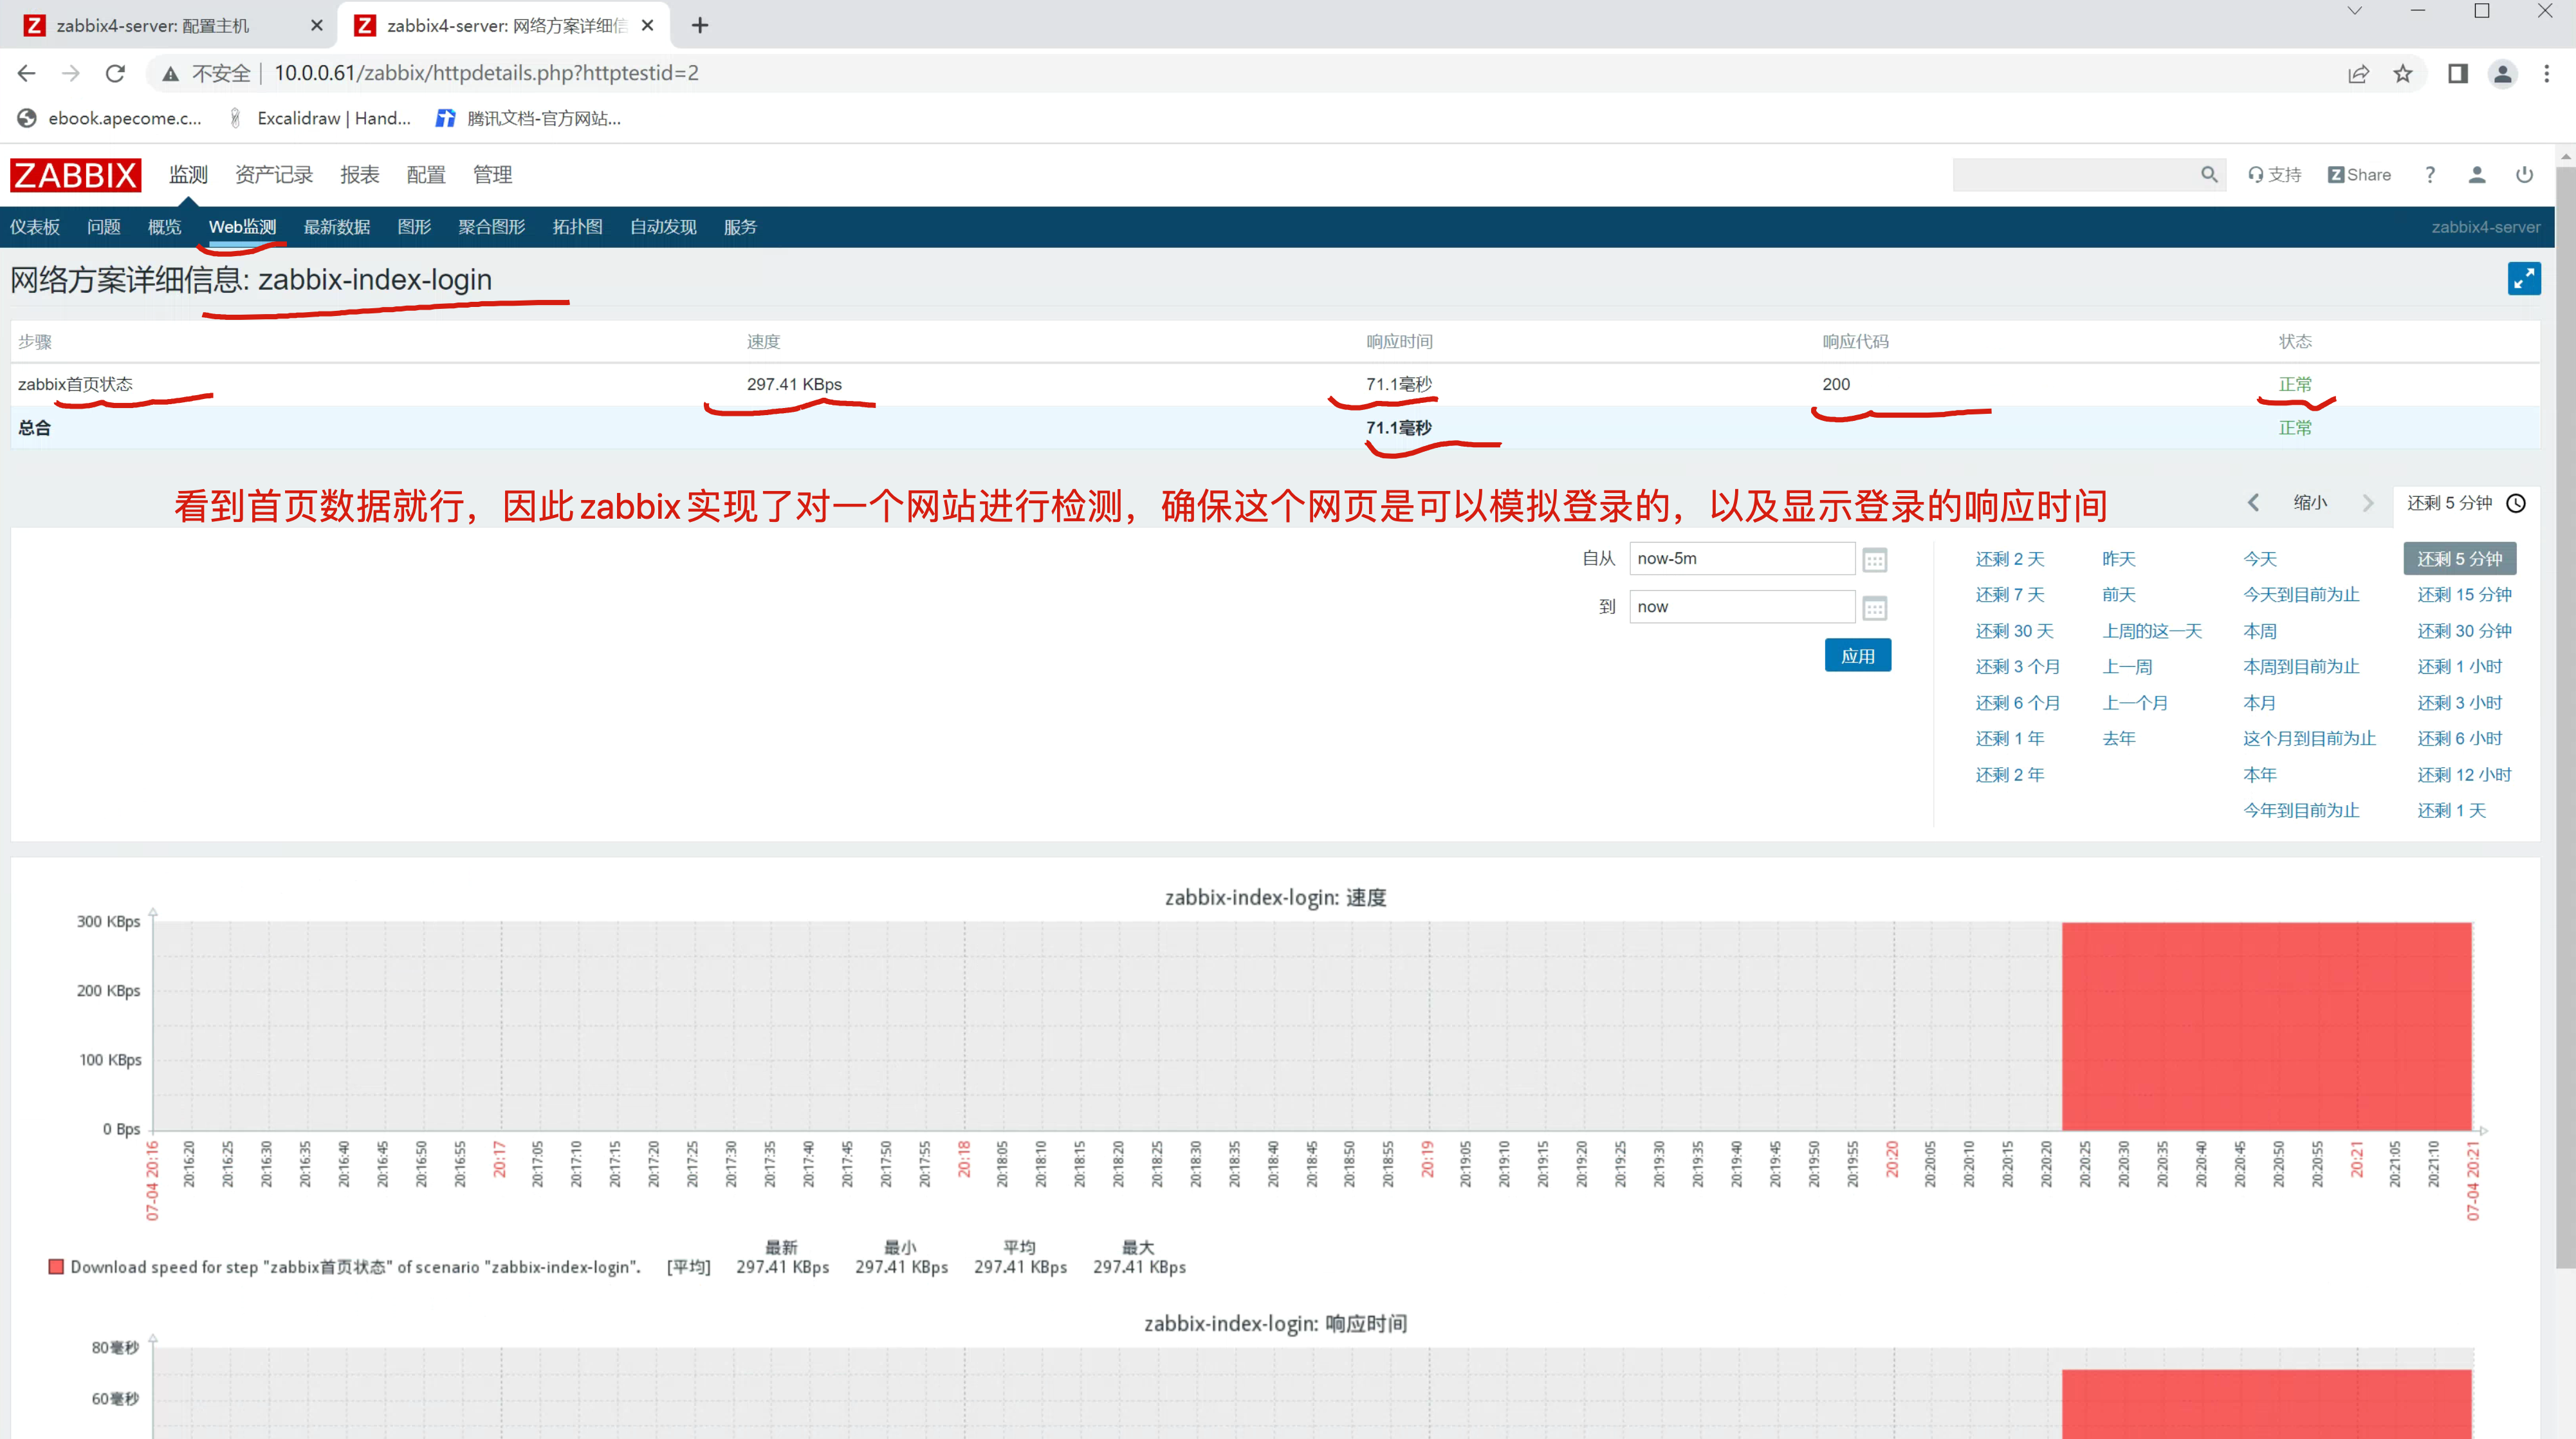 zabbix4-server: 配置主机
zabbix4-server: 网络方案详细信
不安全 | 10.0.0.61/zabbix/httpdetails.php?httptestid=2
ebook.apecome.c... Excalidraw | Hand... 腾讯文档-官方网站...
ZABBIX 监测 资产记录 报表 配置 管理 支持 Z Share ?
仪表板 问题 概览 Web监测 最新数据 图形 聚合图形 拓扑图 自动发现 服务 zabbix4-server
网络方案详细信息: zabbix-index-login
步骤 速度 响应时间 响应代码 状态
zabbix首页状态 297.41 KBps 71.1毫秒 200 正常
总合 71.1毫秒 正常
看到首页数据就行，因此zabbix实现了对一个网站进行检测，确保这个网页是可以模拟登录的，以及显示登录的响应时间
缩小 还剩 5 分钟
自从 now-5m
到 now
应用
还剩 2 天 昨天 今天 还剩 5 分钟
还剩 7 天 前天 今天到目前为止 还剩 15 分钟
还剩 30 天 上周的这一天 本周 还剩 30 分钟
还剩 3 个月 上一周 本周到目前为止 还剩 1 小时
还剩 6 个月 上一个月 本月 还剩 3 小时
还剩 1 年 去年 这个月到目前为止 还剩 6 小时
还剩 2 年 本年 还剩 12 小时
今年到目前为止 还剩 1 天
zabbix-index-login: 速度
300 KBps
200 KBps
100 KBps
0 Bps
07-04 20:16 20:16:20 20:16:25 20:16:30 20:16:35 20:16:40 20:16:45 20:16:50 20:16:55 20:17 20:17:05 20:17:10 20:17:15 20:17:20 20:17:25 20:17:30 20:17:35 20:17:40 20:17:45 20:17:50 20:17:55 20:18 20:18:05 20:18:10 20:18:15 20:18:20 20:18:25 20:18:30 20:18:35 20:18:40 20:18:45 20:18:50 20:18:55 20:19 20:19:05 20:19:10 20:19:15 20:19:20 20:19:25 20:19:30 20:19:35 20:19:40 20:19:45 20:19:50 20:19:55 20:20 20:20:05 20:20:10 20:20:15 20:20:20 20:20:25 20:20:30 20:20:35 20:20:40 20:20:45 20:20:50 20:20:55 20:21 20:21:05 20:21:10 07-04 20:21
最新 最小 平均 最大
Download speed for step "zabbix首页状态" of scenario "zabbix-index-login". [平均] 297.41 KBps 297.41 KBps 297.41 KBps 297.41 KBps
zabbix-index-login: 响应时间
80毫秒
60毫秒